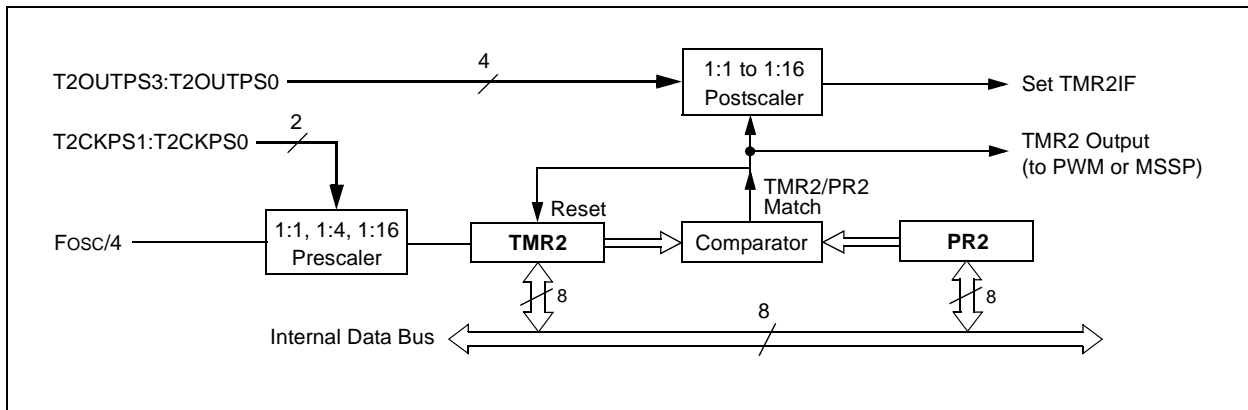 T2OUTPS3:T2OUTPS0
4
1:1 to 1:16
Postscaler
Set TMR2IF
T2CKPS1:T2CKPS0
2
TMR2 Output
(to PWM or MSSP)
TMR2/PR2
Match
Reset
FOSC/4
1:1, 1:4, 1:16
Prescaler
TMR2
Comparator
PR2
8
8
8
Internal Data Bus